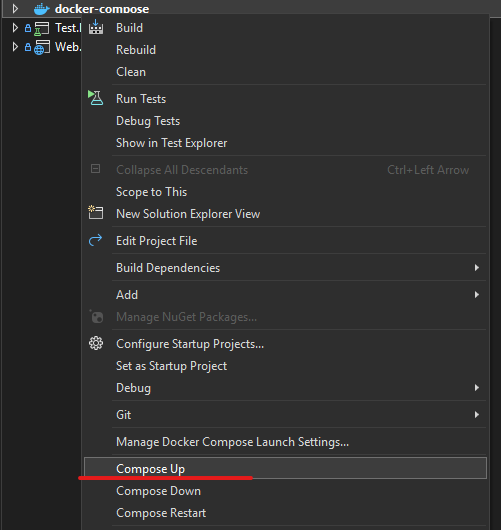 docker-compose
Test.
Web.
Build
Rebuild
Clean
Run Tests
Debug Tests
Show in Test Explorer
Collapse All Descendants Ctrl+Left Arrow
Scope to This
New Solution Explorer View
Edit Project File
Build Dependencies
Add
Manage NuGet Packages...
Configure Startup Projects...
Set as Startup Project
Debug
Git
Manage Docker Compose Launch Settings...
Compose Up
Compose Down
Compose Restart